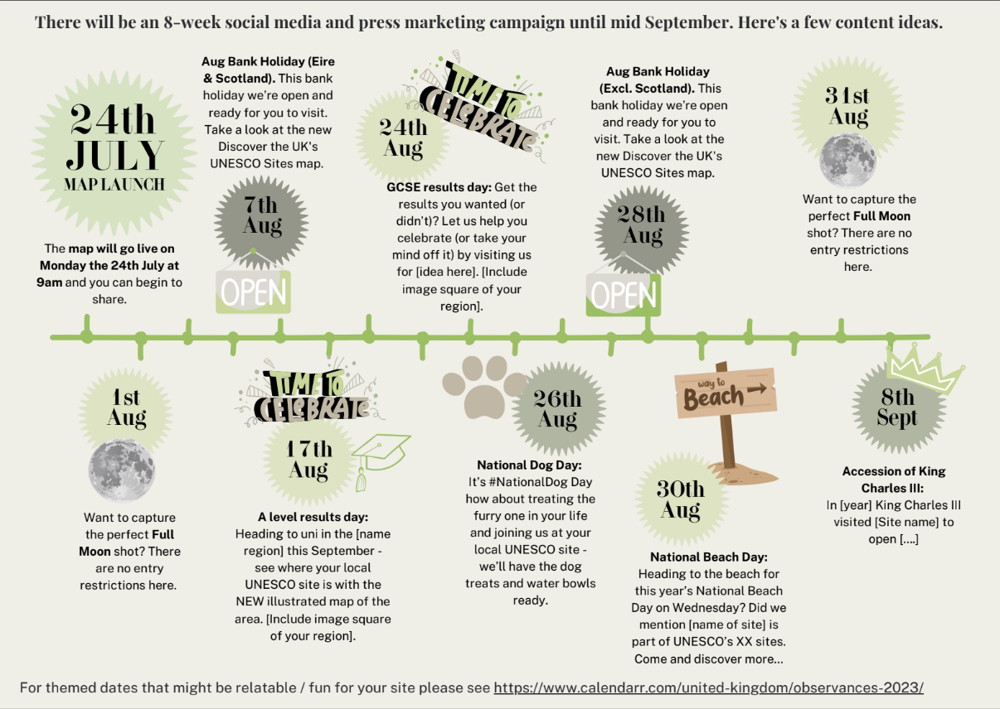 There will be an 8-week social media and press marketing campaign until mid September. Here's a few content ideas.
24th
JULY
MAP LAUNCH
The map will go live on
Monday the 24th July at
9am and you can begin to
share.
Aug Bank Holiday (Eire
& Scotland). This bank
holiday we're open and
ready for you to visit.
Take a look at the new
Discover the UK's
UNESCO Sites map.
7th
Aug
OPEN
TIME TO
CELEBRATE
24th
Aug
GCSE results day: Get the
results you wanted (or
didn't)? Let us help you
celebrate (or take your
mind off it) by visiting us
for [idea here]. [Include
image square of your
region].
Aug Bank Holiday
(Excl. Scotland). This
bank holiday we're open
and ready for you to
visit. Take a look at the
new Discover the UK's
UNESCO Sites map.
28th
Aug
OPEN
31st
Aug
Want to capture the
perfect Full Moon
shot? There are no
entry restrictions
here.
1st
Aug
Want to capture
the perfect Full
Moon shot? There
are no entry
restrictions here.
TIME TO
CELEBRATE
17th
Aug
A level results day:
Heading to uni in the [name
region] this September -
see where your local
UNESCO site is with the
NEW illustrated map of the
area. [Include image square
of your region].
26th
Aug
National Dog Day:
It's #NationalDog Day
how about treating the
furry one in your life
and joining us at your
local UNESCO site -
we'll have the dog
treats and water bowls
ready.
way to
Beach
30th
Aug
National Beach Day:
Heading to the beach for
this year's National Beach
Day on Wednesday? Did we
mention [name of site] is
part of UNESCO's XX sites.
Come and discover more...
8th
Sept
Accession of King
Charles III:
In [year] King Charles III
visited [Site name] to
open [....]
For themed dates that might be relatable / fun for your site please see https://www.calendarr.com/united-kingdom/observances-2023/